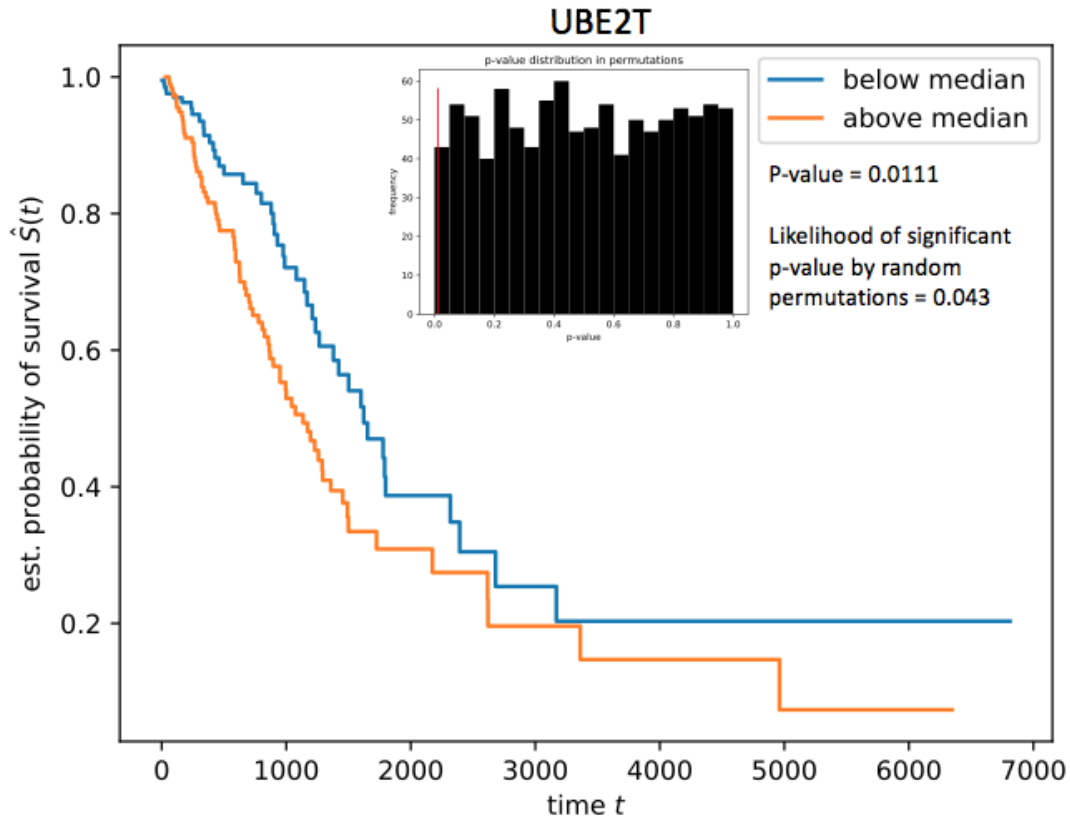 UBE2T
est. probability of survival Ŝ(t)
1.0
0.8
0.6
0.4
0.2
p-value distribution in permutations
frequency
60
50
40
30
20
10
0
0.0 0.2 0.4 0.6 0.8 1.0
p-value
below median
above median
P-value = 0.0111
Likelihood of significant
p-value by random
permutations = 0.043
0 1000 2000 3000 4000 5000 6000 7000
time t